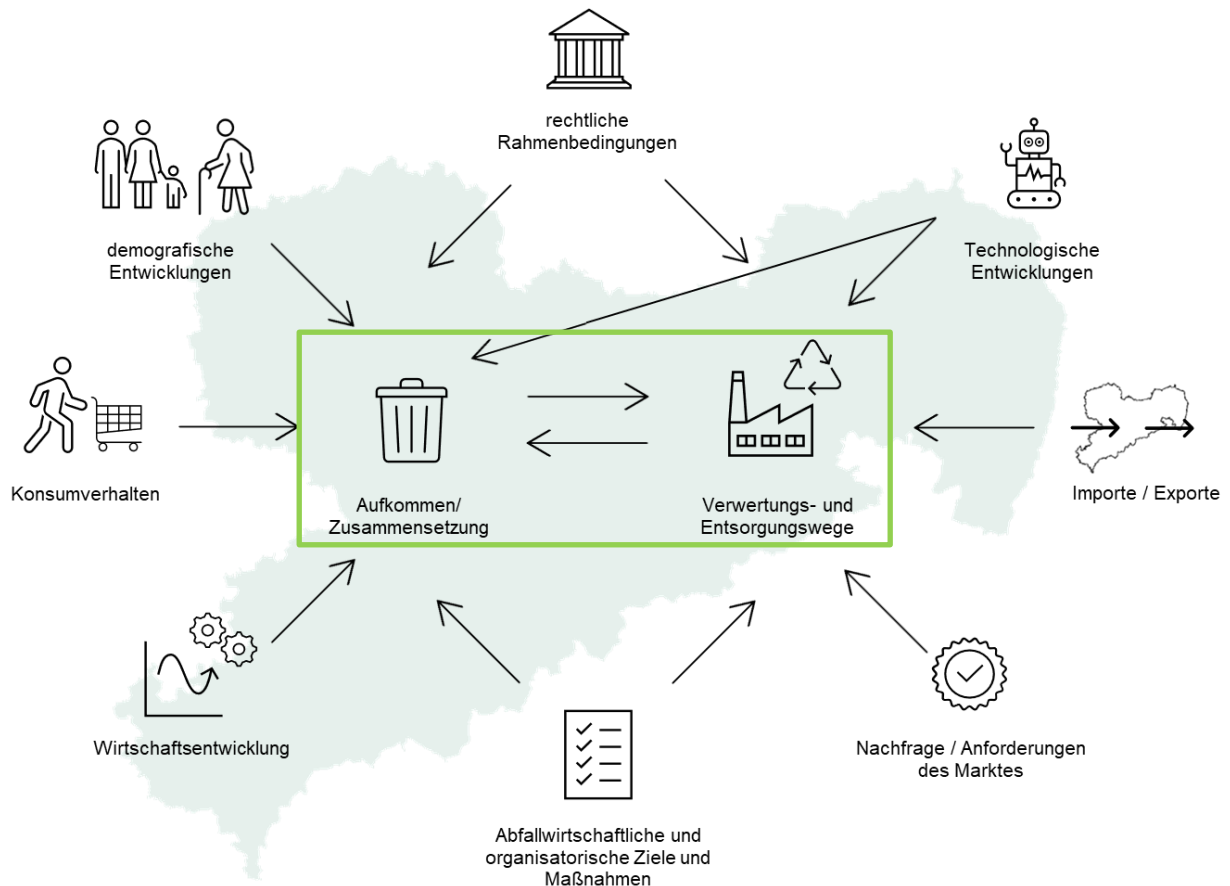 rechtliche
Rahmenbedingungen
demografische
Entwicklungen
Technologische
Entwicklungen
Konsumverhalten
Aufkommen/
Zusammensetzung
Verwertungs- und
Entsorgungswege
Importe / Exporte
Wirtschaftsentwicklung
Nachfrage / Anforderungen
des Marktes
Abfallwirtschaftliche und
organisatorische Ziele und
Maßnahmen